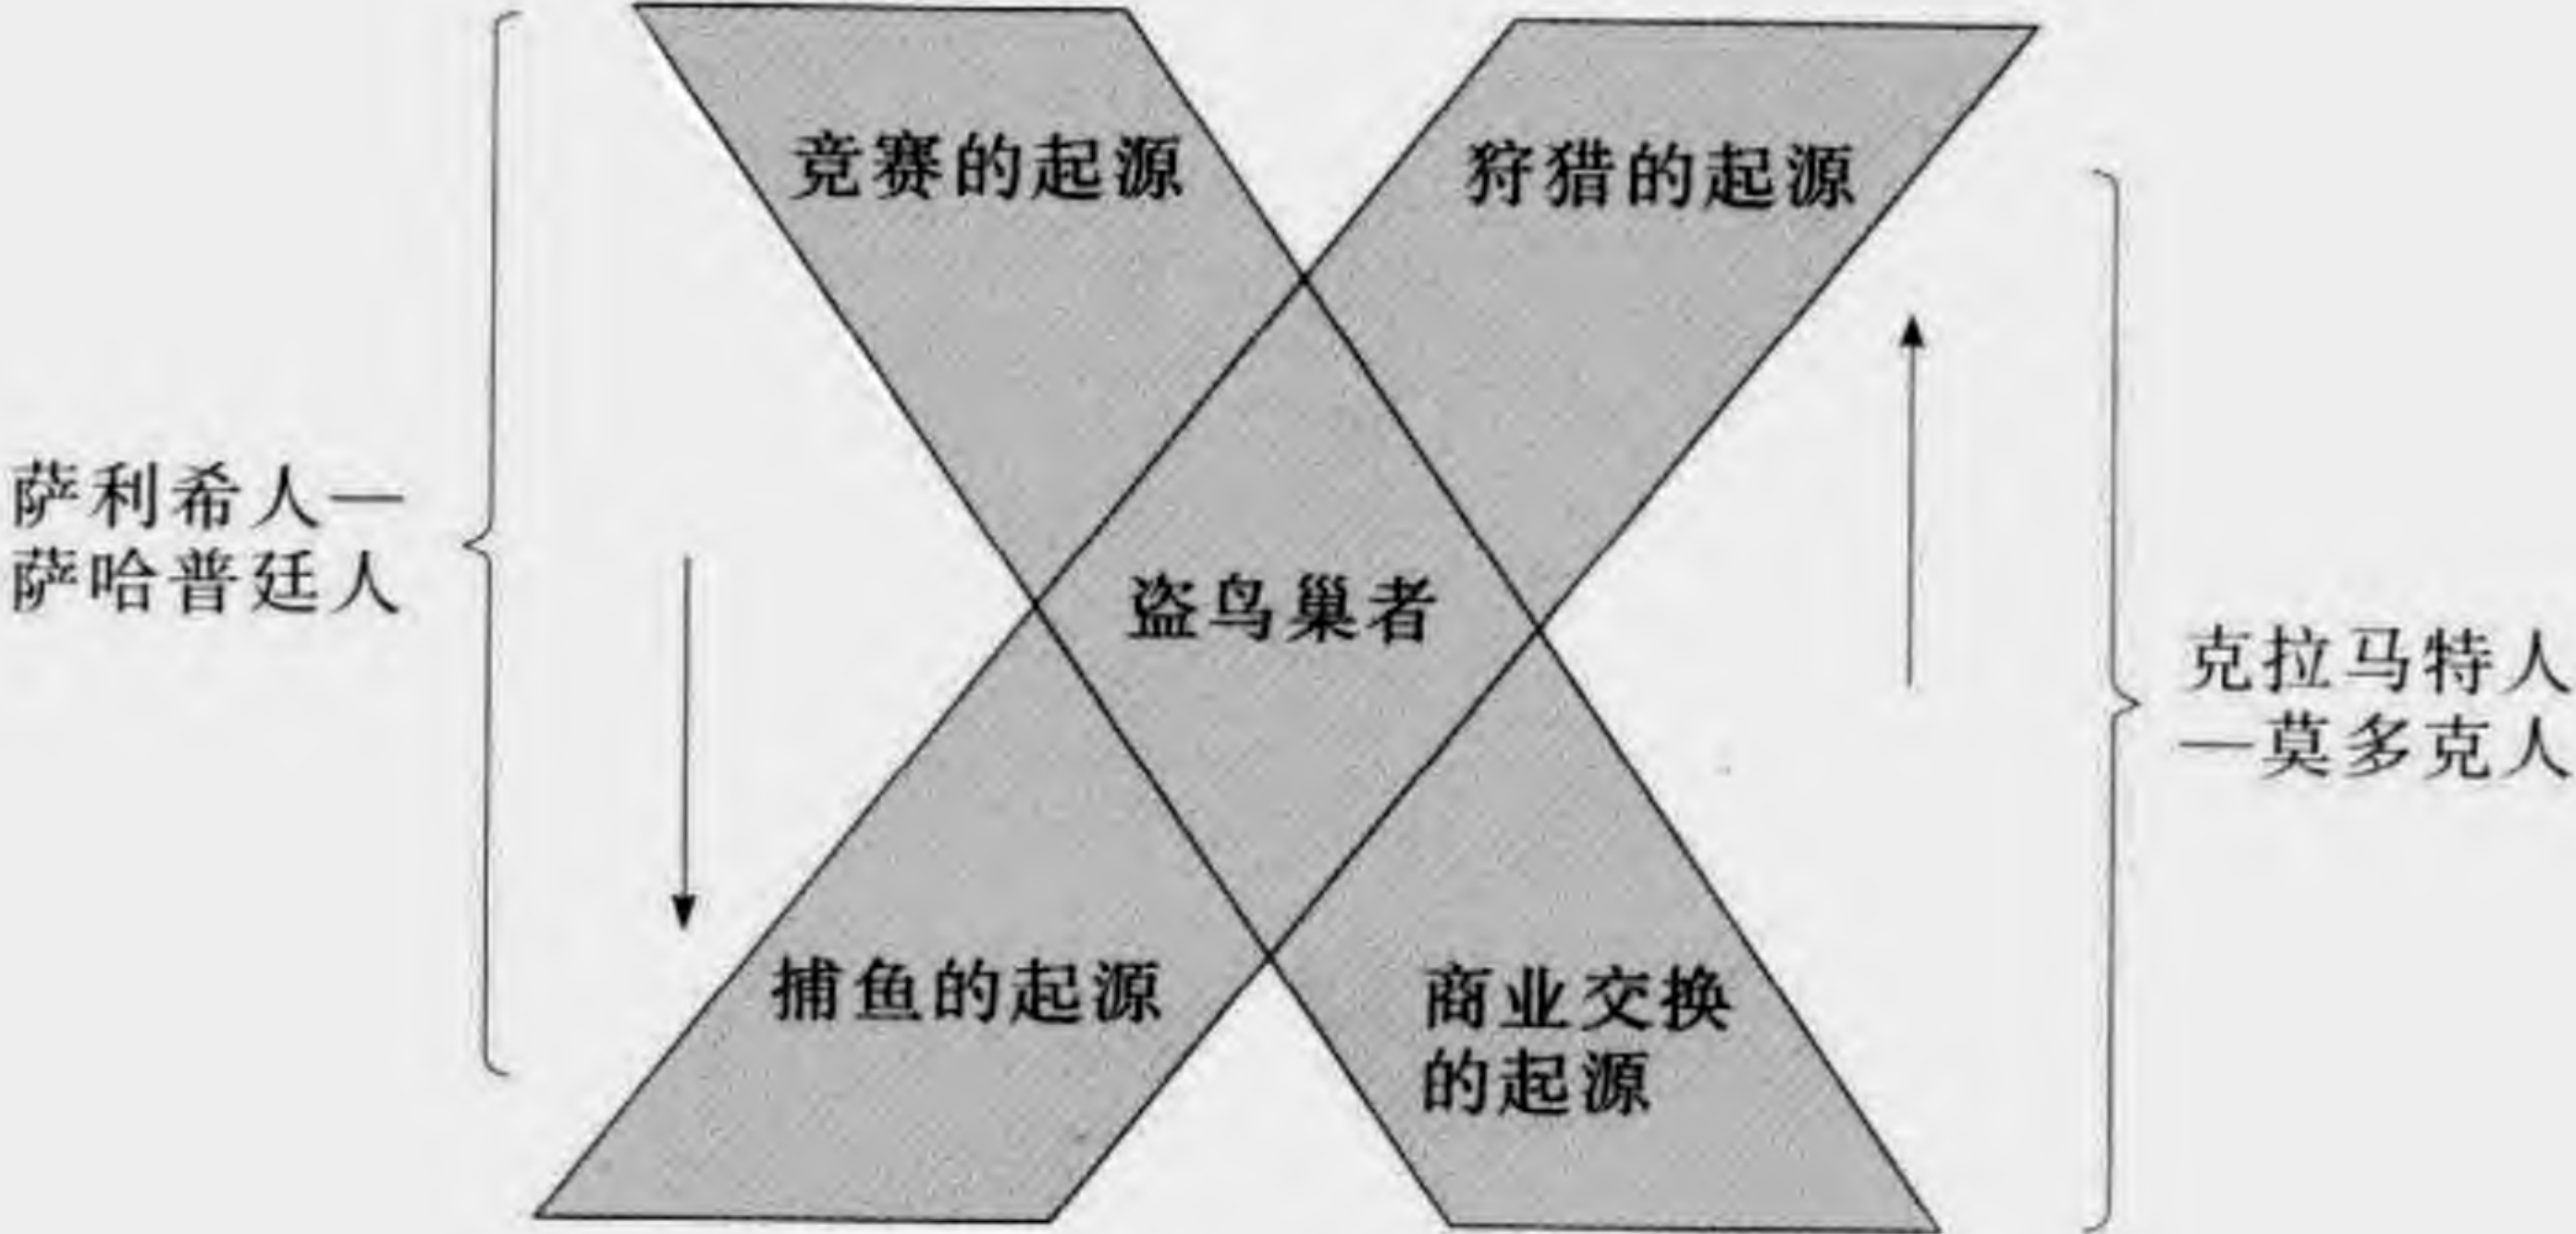 竞赛的起源
狩猎的起源
萨利希人—
萨哈普廷人
盗鸟巢者
克拉马特人
—莫多克人
捕鱼的起源
商业交换
的起源